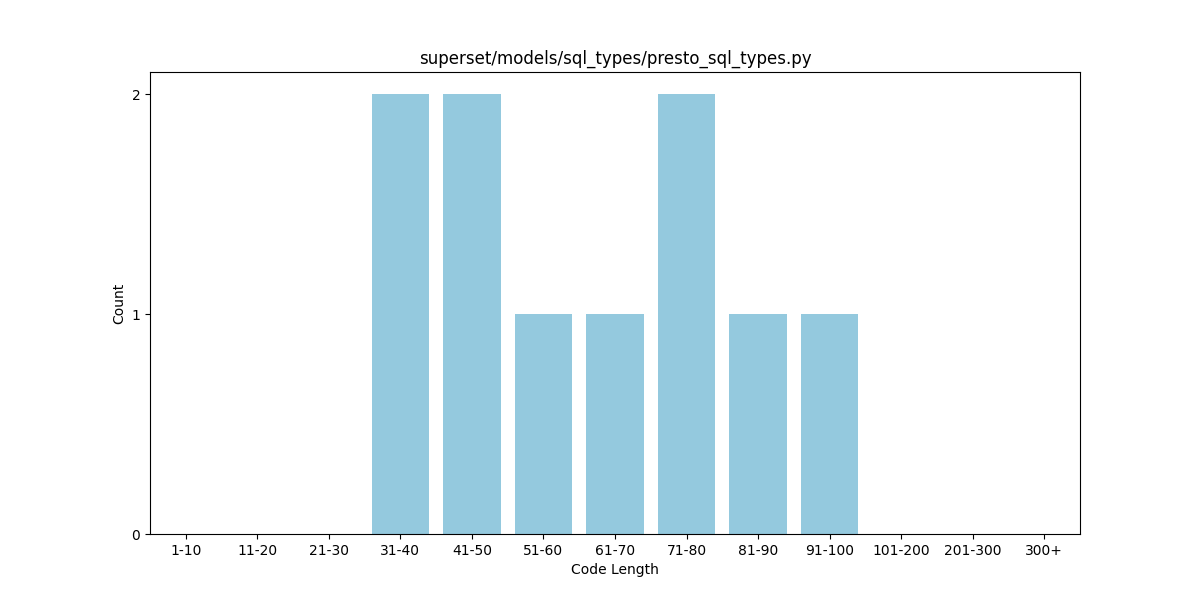 superset/models/sql_types/presto_sql_types.py
2
1
0
Count
1-10 11-20 21-30 31-40 41-50 51-60 61-70 71-80 81-90 91-100 101-200 201-300 300+
Code Length